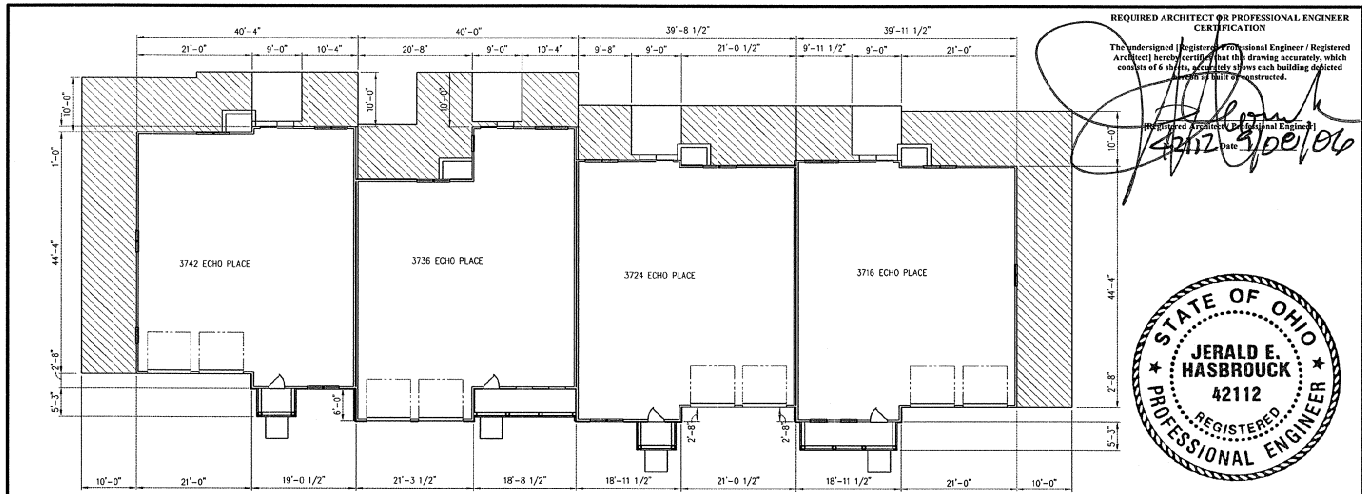 40'-4"
40'-0"
39'-8 1/2"
39'-11 1/2"
21'-0"
9'-0"
10'-4"
20'-8"
9'-0"
10'-4"
9'-8"
9'-0"
21'-0 1/2"
9'-11 1/2"
9'-0"
21'-0"
REQUIRED ARCHITECT OR PROFESSIONAL ENGINEER
CERTIFICATION
The undersigned [Registered Professional Engineer / Registered
Architect] hereby certifies that this drawing accurately, which
consists of 6 sheets, accurately shows each building depicted
hereon as built or constructed.
[Registered Architect / Professional Engineer]
42112 Date
10'-0"
10'-0"
10'-0"
10'-0"
1'-0"
44'-4"
44'-4"
3742 ECHO PLACE
3736 ECHO PLACE
3724 ECHO PLACE
3716 ECHO PLACE
2'-8"
2'-8"
5'-3"
6'-0"
2'-8"
2'-8"
5'-3"
10'-0"
21'-0"
19'-0 1/2"
21'-3 1/2"
18'-8 1/2"
18'-11 1/2"
21'-0 1/2"
18'-11 1/2"
21'-0"
10'-0"
STATE OF OHIO
JERALD E.
HASBROUCK
42112
REGISTERED
PROFESSIONAL ENGINEER